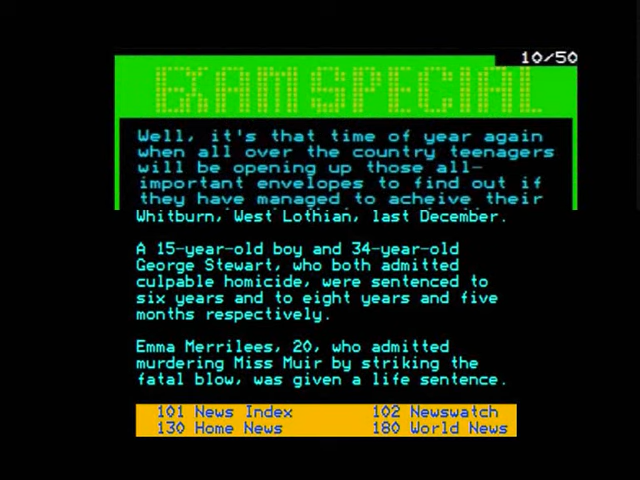 10/50
EXAM SPECIAL
Well, it's that time of year again
when all over the country teenagers
will be opening up those all-
important envelopes to find out if
they have managed to acheive their
Whitburn, West Lothian, last December.
A 15-year-old boy and 34-year-old
George Stewart, who both admitted
culpable homicide, were sentenced to
six years and to eight years and five
months respectively.
Emma Merrilees, 20, who admitted
murdering Miss Muir by striking the
fatal blow, was given a life sentence.
101 News Index 102 Newswatch
130 Home News 180 World News